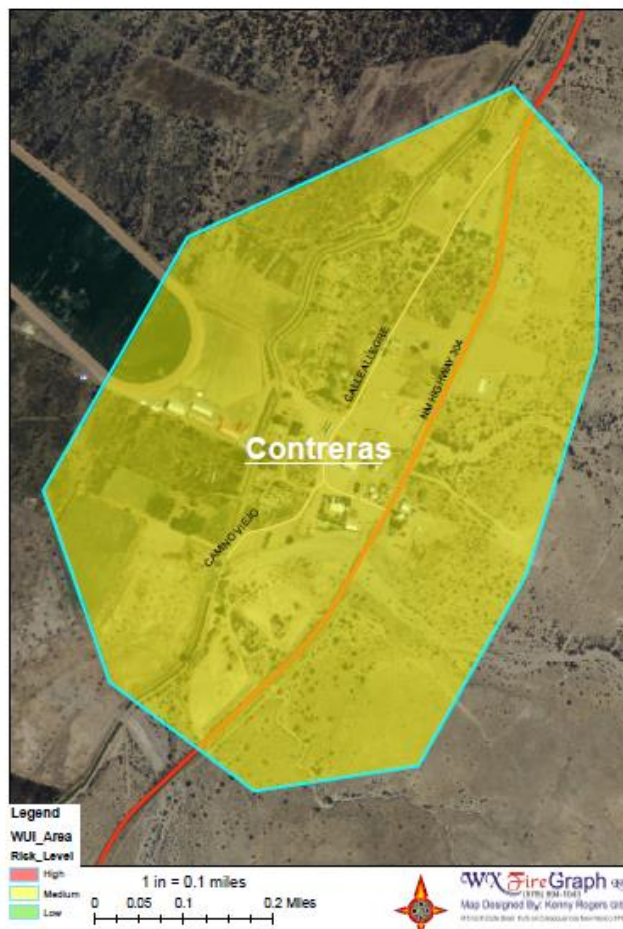 CALLE ALLEGRE
NM HIGHWAY 304
Contreras
CAMINO VIEJO
Legend
WUI_Area
Risk_Level
High
Medium
Low
1 in = 0.1 miles
0 0.05 0.1 0.2 Miles
WX FireGraph
Map Designed By: Kenny Rogers